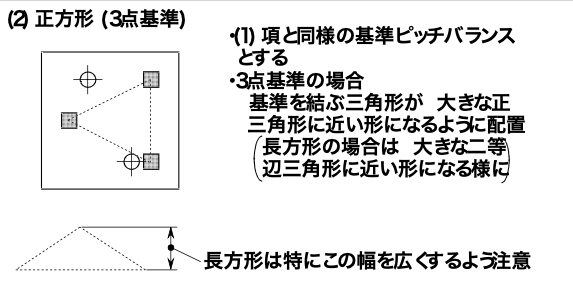 (2) 正方形 (3点基準)
・(1) 項と同様の基準ピッチバランス
とする
・3点基準の場合
基準を結ぶ三角形が 大きな正
三角形に近い形になるように配置
(長方形の場合は 大きな二等
辺三角形に近い形になる様に)
長方形は特にこの幅を広くするよう注意